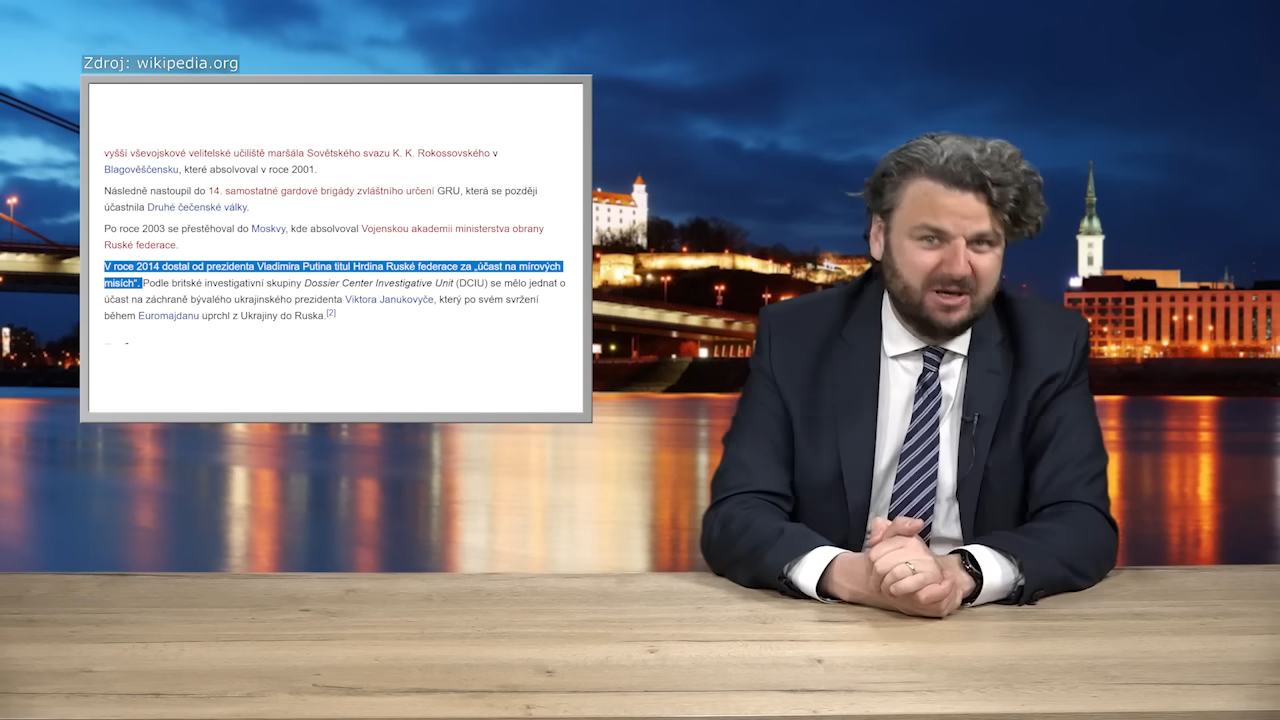 Zdroj: wikipedia.org
vyšší vševojskové velitelské učiliště maršála Sovětského svazu K. K. Rokossovského v
Blagověščensku, které absolvoval v roce 2001.
Následně nastoupil do 14. samostatné gardové brigády zvláštního určení GRU, která se později
účastnila Druhé čečenské války.
Po roce 2003 se přestěhoval do Moskvy, kde absolvoval Vojenskou akademii ministerstva obrany
Ruské federace.
V roce 2014 dostal od prezidenta Vladimira Putina titul Hrdina Ruské federace za „účast na mírových
misích“. Podle britské investigativní skupiny Dossier Center Investigative Unit (DCIU) se mělo jednat o
účast na záchraně bývalého ukrajinského prezidenta Viktora Janukovyče, který po svém svržení
během Euromajdanu uprchl z Ukrajiny do Ruska.[2]